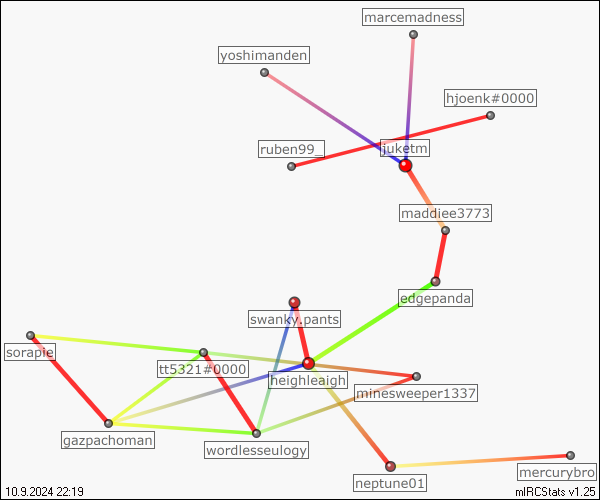 marcemadness
yoshimanden
hjoenk#0000
ruben99_
juketm
maddiee3773
edgepanda
swanky.pants
sorapie
tt5321#0000
heighleaigh
minesweeper1337
gazpachoman
wordlesseulogy
mercurybro
neptune01
10.9.2024 22:19
mIRCStats v1.25